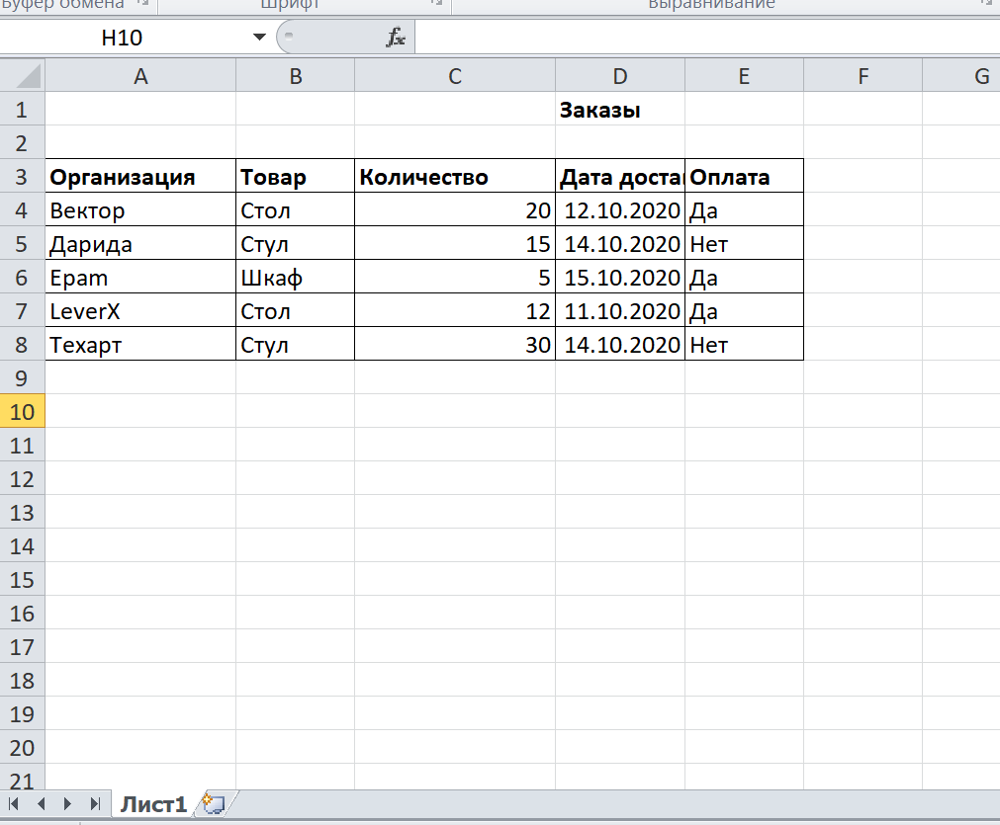 Буфер обмена Шрифт Выравнивание
H10 fx
A B C D E F G
1 Заказы
2
3 Организация Товар Количество Дата доста Оплата
4 Вектор Стол 20 12.10.2020 Да
5 Дарида Стул 15 14.10.2020 Нет
6 Epam Шкаф 5 15.10.2020 Да
7 LeverX Стол 12 11.10.2020 Да
8 Техарт Стул 30 14.10.2020 Нет
9
10
11
12
13
14
15
16
17
18
19
20
21
Лист1